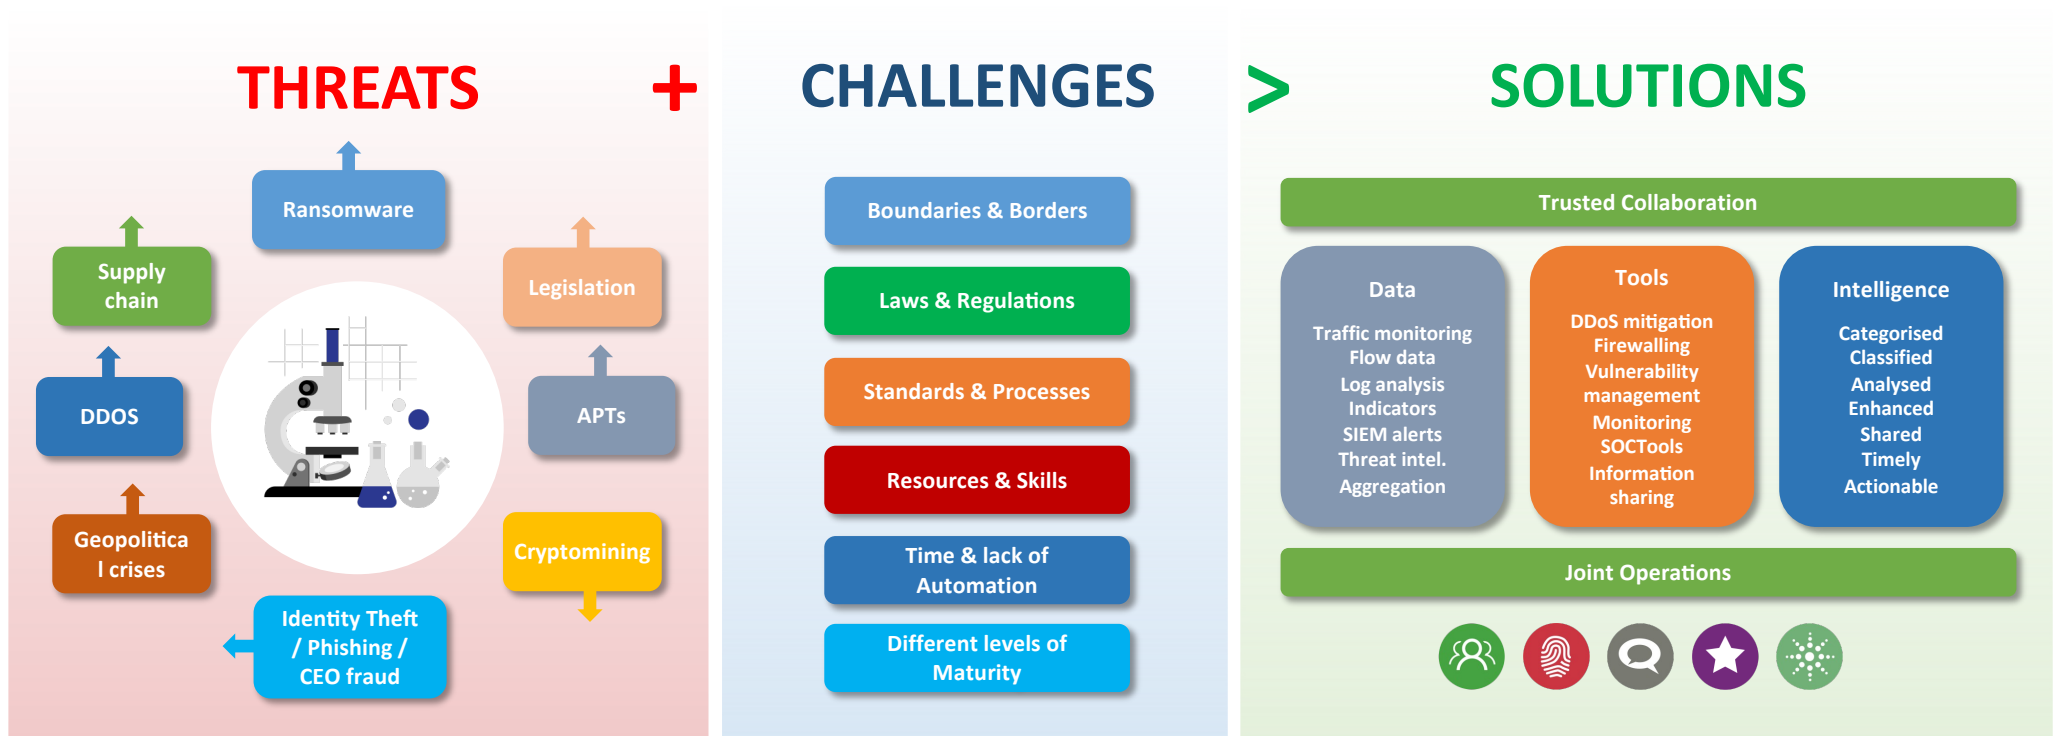 THREATS
+
Ransomware
Supply
chain
Legislation
DDOS
APTs
Geopolitica
l crises
Cryptomining
Identity Theft
/ Phishing /
CEO fraud
CHALLENGES
Boundaries & Borders
Laws & Regulations
Standards & Processes
Resources & Skills
Time & lack of
Automation
Different levels of
Maturity
>
SOLUTIONS
Trusted Collaboration
Data
Traffic monitoring
Flow data
Log analysis
Indicators
SIEM alerts
Threat intel.
Aggregation
Tools
DDoS mitigation
Firewalling
Vulnerability
management
Monitoring
SOCTools
Information
sharing
Intelligence
Categorised
Classified
Analysed
Enhanced
Shared
Timely
Actionable
Joint Operations